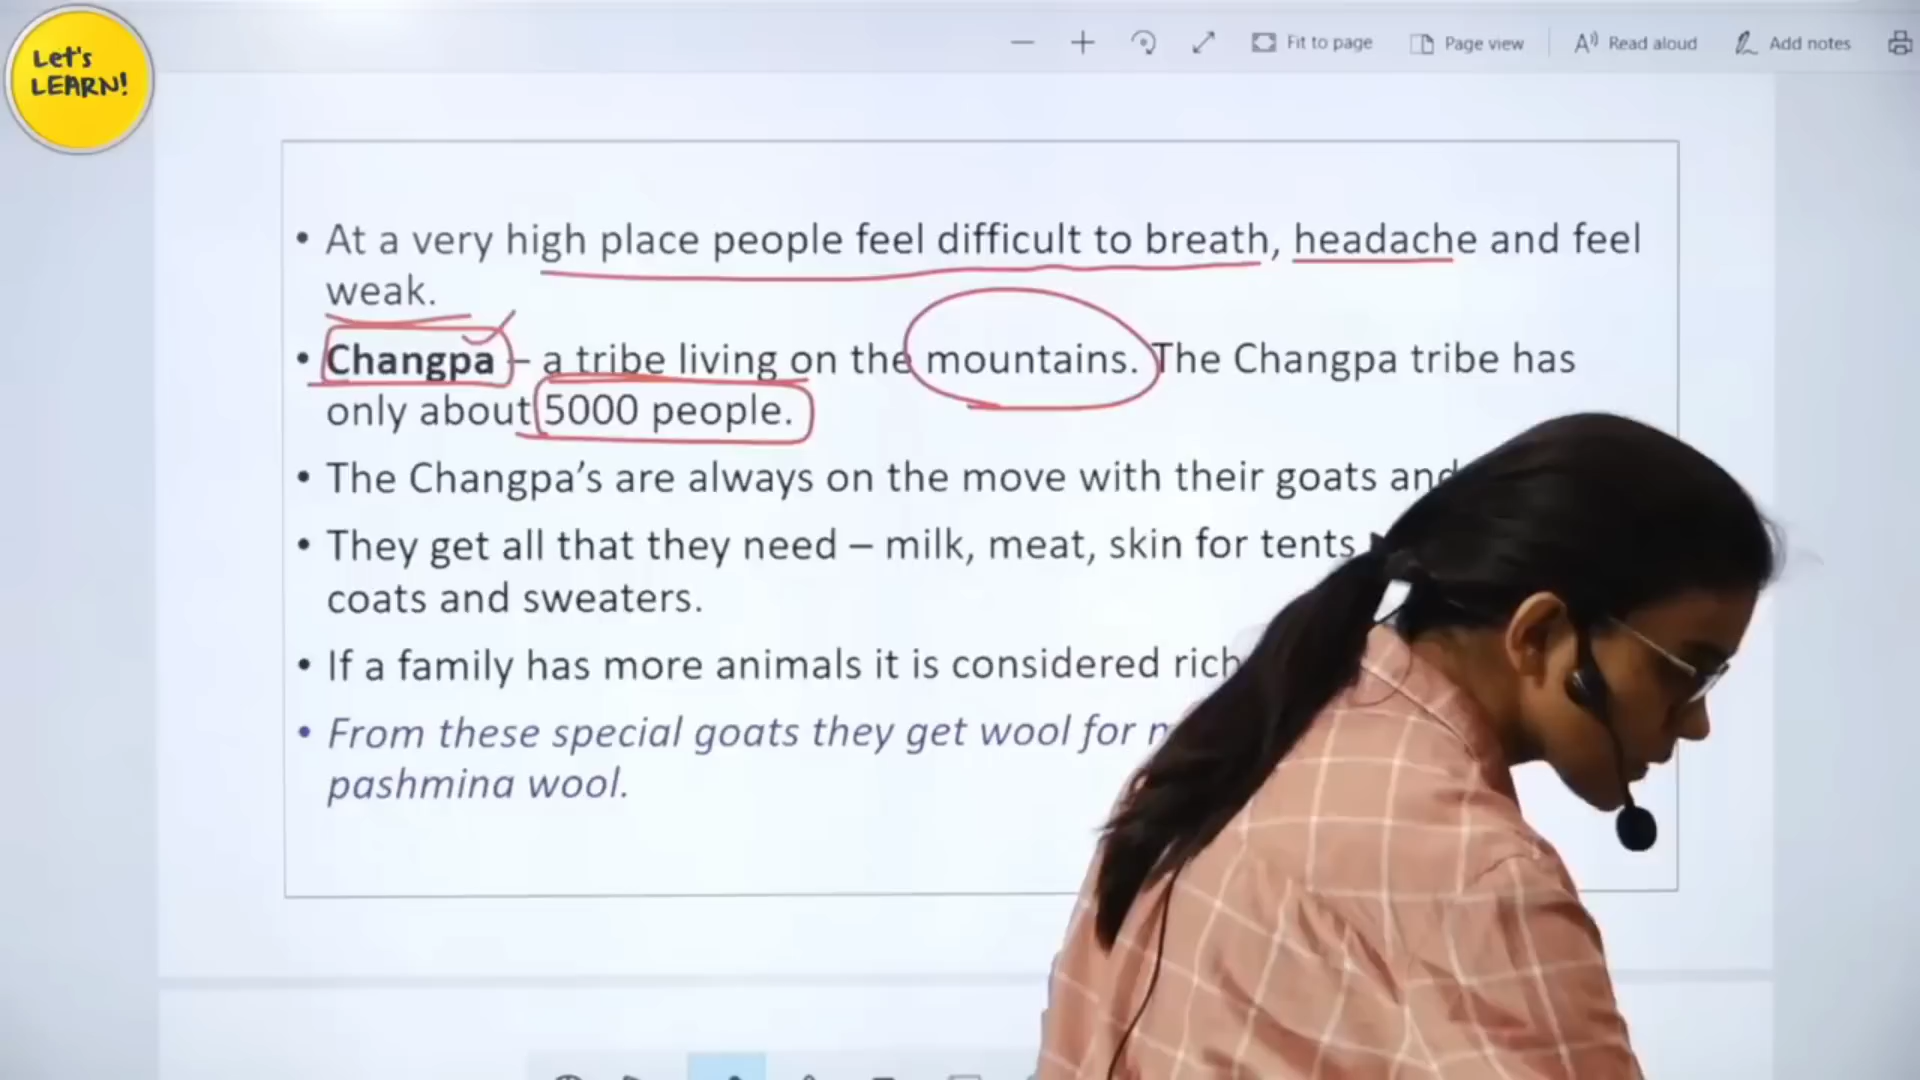 Let's
LEARN!
Fit to page
Page view
Read aloud
Add notes
• At a very high place people feel difficult to breath, headache and feel
weak.
• Changpa – a tribe living on the mountains. The Changpa tribe has
only about 5000 people.
• The Changpa's are always on the move with their goats and
• They get all that they need – milk, meat, skin for tents
coats and sweaters.
• If a family has more animals it is considered rich
• From these special goats they get wool for
pashmina wool.